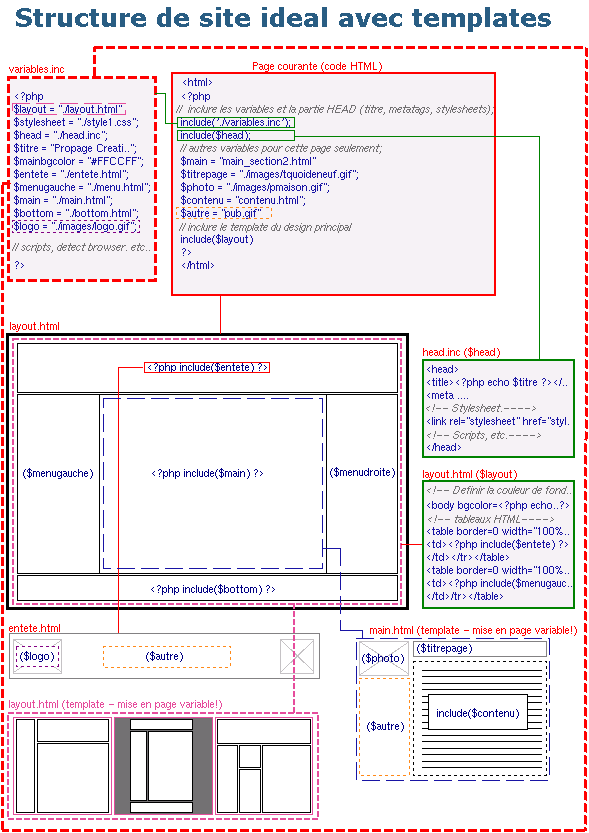 Structure de site ideal avec templates
variables.inc
<?php
$layout = "./layout.html"
$stylesheet = "./style1.css";
$head = "./head.inc";
$titre = "Propage Creati..";
$mainbgcolor = "#FFCCFF";
$entete = "./entete.html";
$menugauche = "./menu.html";
$main = "./main.html";
$bottom = "./bottom.html";
$logo = "./images/logo.gif";
// scripts, detect browser. etc..
?>
Page courante (code HTML)
<html>
<?php
// inclure les variables et la partie HEAD (titre, metatags, stylesheets);
include("./variables.inc");
include($head);
// autres variables pour cette page seulement;
$main = "main_section2.html"
$titrepage = "./images/tquoideneuf.gif";
$photo = "./images/pmaison.gif";
$contenu = "contenu.html";
$autre = "pub.gif"
// inclure le template du design principal
include($layout)
?>
</html>
layout.html
<?php include($entete) ?>
($menugauche)
<?php include($main) ?>
($menudroite)
<?php include($bottom) ?>
head.inc ($head)
<head>
<title><?php echo $titre ?></..
<meta ....
<!-- Stylesheet.---->
<link rel="stylesheet" href="styl..
<!-- Scripts, etc.---->
</head>
layout.html ($layout)
<!-- Definir la couleur de fond..
<body bgcolor=<?php echo..?>
<!-- tableaux HTML---->
<table border=0 width="100%..
<td><?php include($entete) ?>
</td></tr></table>
<table border=0 width="100%..
<td><?php include($menugauc..
</td></tr></table>
entete.html
($logo)
($autre)
main.html (template - mise en page variable!)
($photo)
($titrepage)
($autre)
include($contenu)
layout.html (template - mise en page variable!)